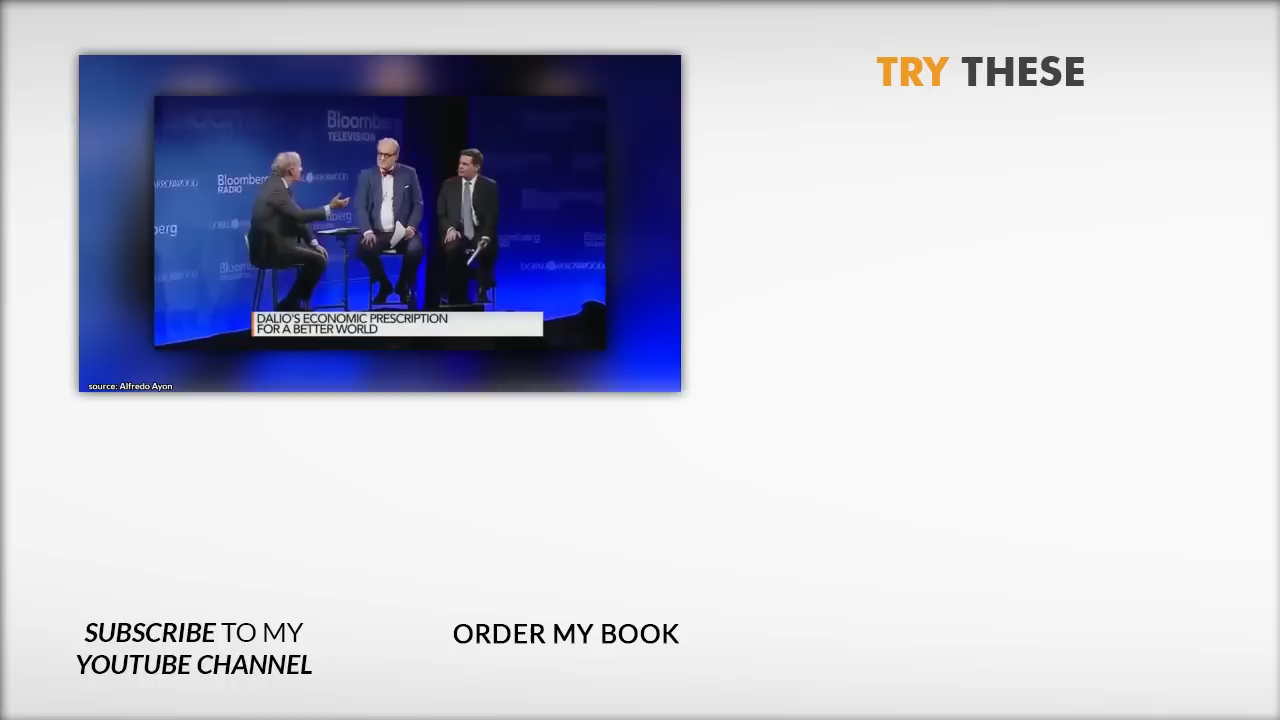 TRY THESE
Bloomberg
TELEVISION
Bloomberg
RADIO
berg
DALIO'S ECONOMIC PRESCRIPTION
FOR A BETTER WORLD
source: Alfredo Ayon
SUBSCRIBE TO MY
YOUTUBE CHANNEL
ORDER MY BOOK